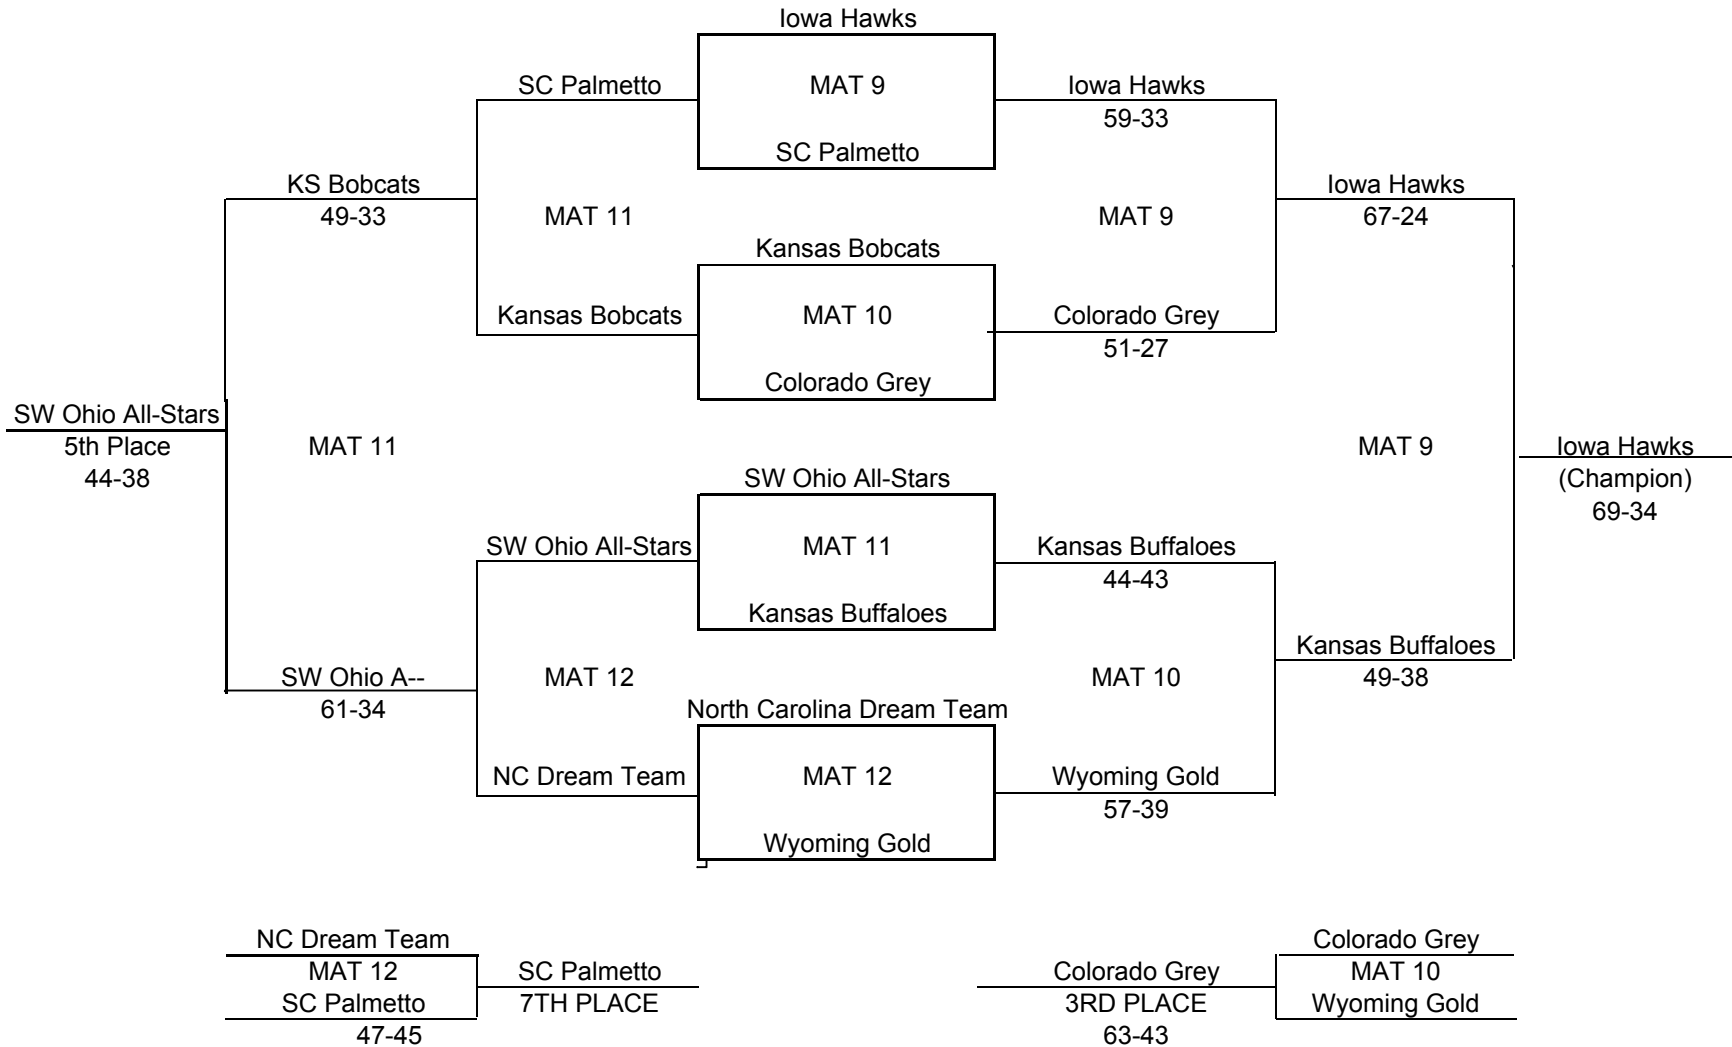 Iowa Hawks
SC Palmetto
MAT 9
Iowa Hawks
59-33
SC Palmetto
KS Bobcats
49-33
MAT 11
MAT 9
Iowa Hawks
67-24
Kansas Bobcats
Kansas Bobcats
MAT 10
Colorado Grey
51-27
Colorado Grey
SW Ohio All-Stars
5th Place
44-38
MAT 11
MAT 9
Iowa Hawks
(Champion)
69-34
SW Ohio All-Stars
SW Ohio All-Stars
MAT 11
Kansas Buffaloes
44-43
Kansas Buffaloes
SW Ohio A--
61-34
MAT 12
MAT 10
Kansas Buffaloes
49-38
North Carolina Dream Team
NC Dream Team
MAT 12
Wyoming Gold
57-39
Wyoming Gold
NC Dream Team
MAT 12
SC Palmetto
47-45
SC Palmetto
7TH PLACE
Colorado Grey
3RD PLACE
63-43
Colorado Grey
MAT 10
Wyoming Gold